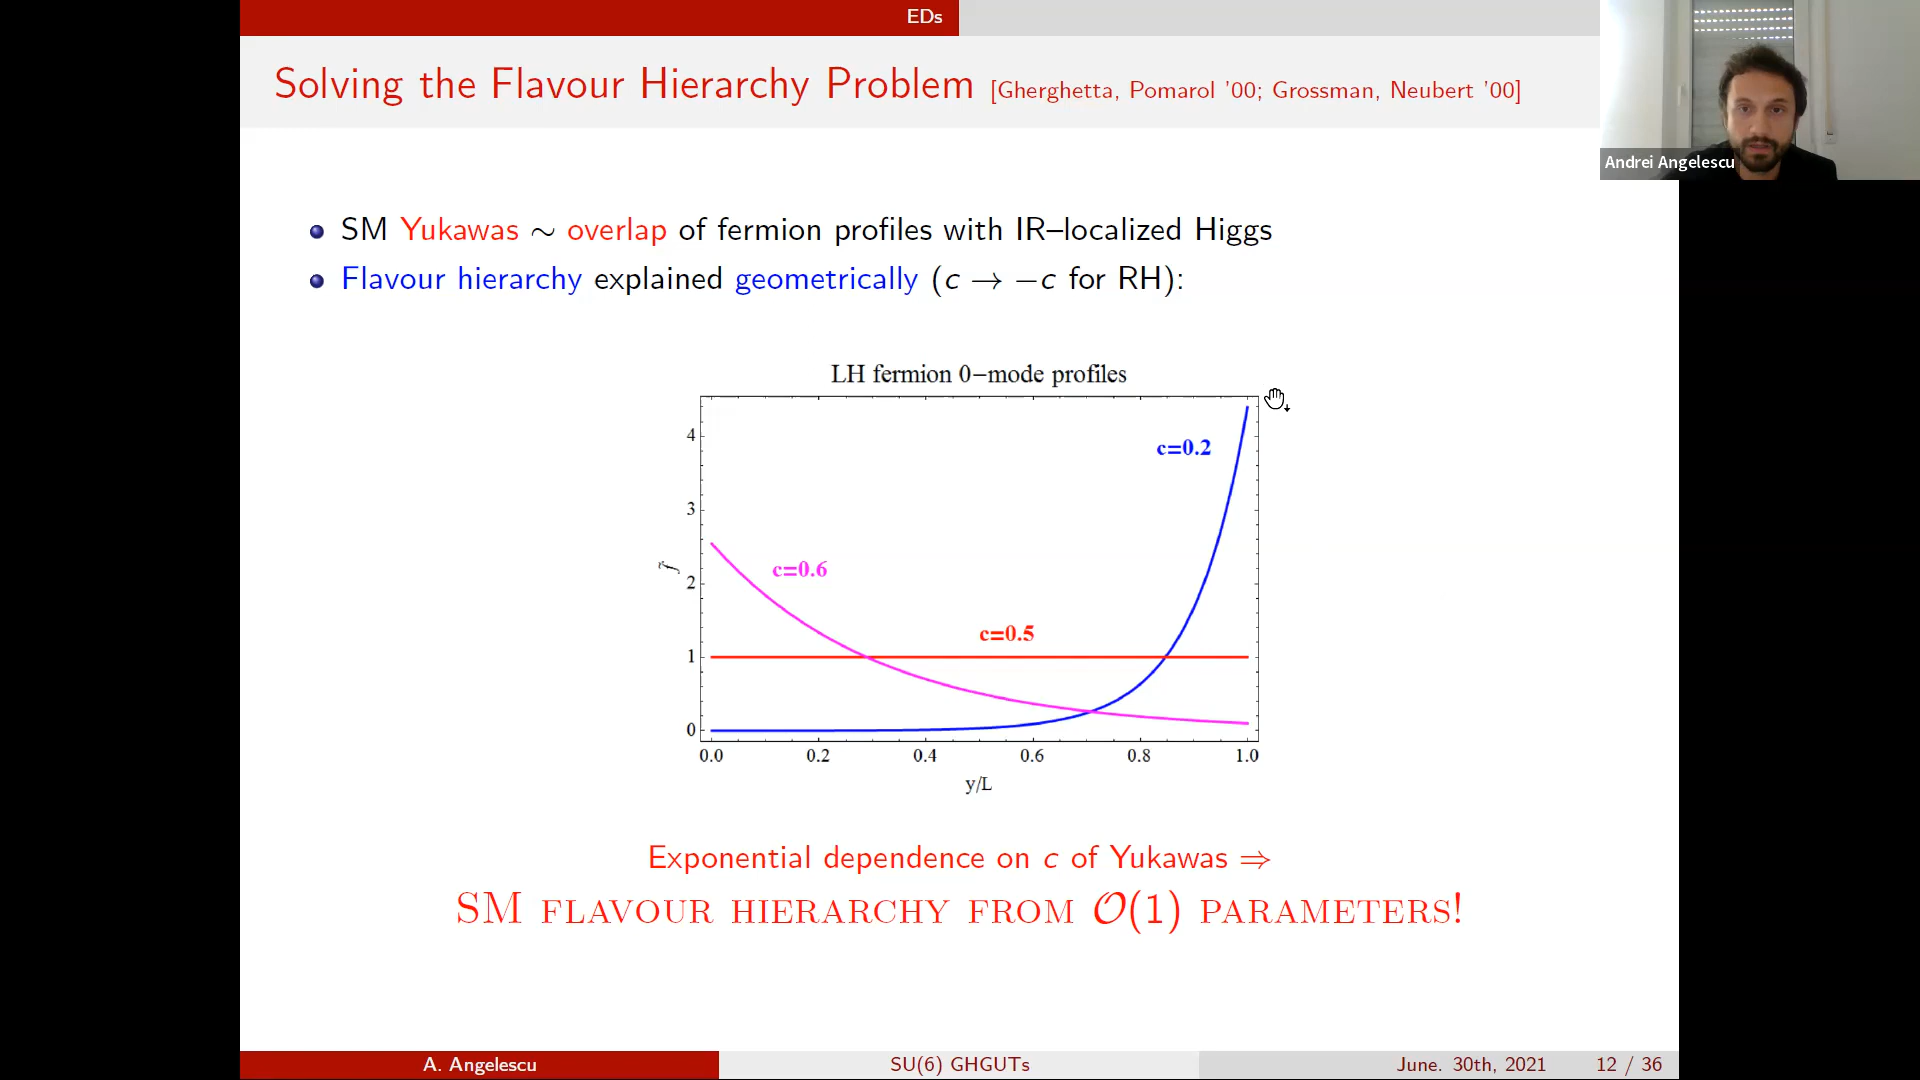 EDs
Solving the Flavour Hierarchy Problem [Gherghetta, Pomarol '00; Grossman, Neubert '00]
Andrei Angelescu
SM Yukawas ∼ overlap of fermion profiles with IR–localized Higgs
Flavour hierarchy explained geometrically (c → −c for RH):
LH fermion 0−mode profiles
c=0.2
c=0.6
c=0.5
f̃
4
3
2
1
0
0.0 0.2 0.4 0.6 0.8 1.0
y/L
Exponential dependence on c of Yukawas ⇒
SM FLAVOUR HIERARCHY FROM 𝒪(1) PARAMETERS!
A. Angelescu SU(6) GHGUTs June. 30th, 2021 12 / 36